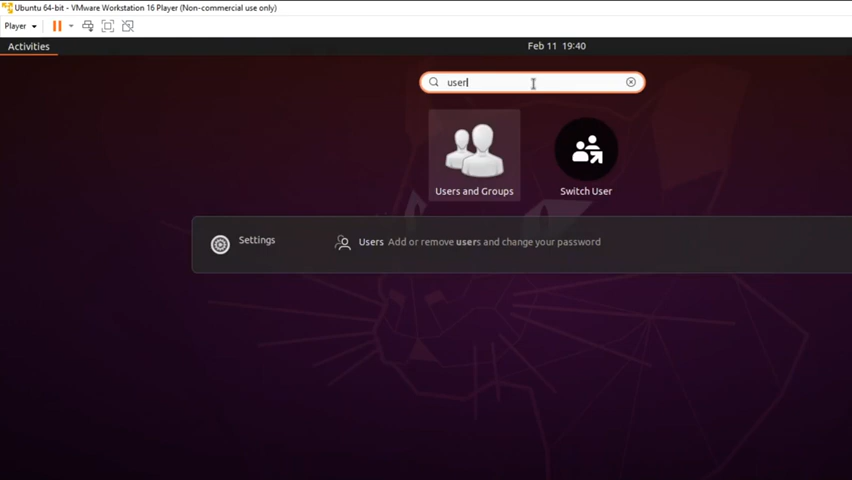 Ubuntu 64-bit - VMware Workstation 16 Player (Non-commercial use only)
Player
Activities
Feb 11 19:40
user
Users and Groups
Switch User
Settings
Users Add or remove users and change your password